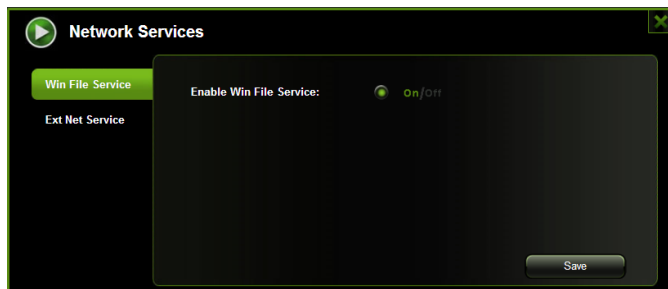 Network Services
Win File Service
Enable Win File Service: On/Off
Ext Net Service
Save